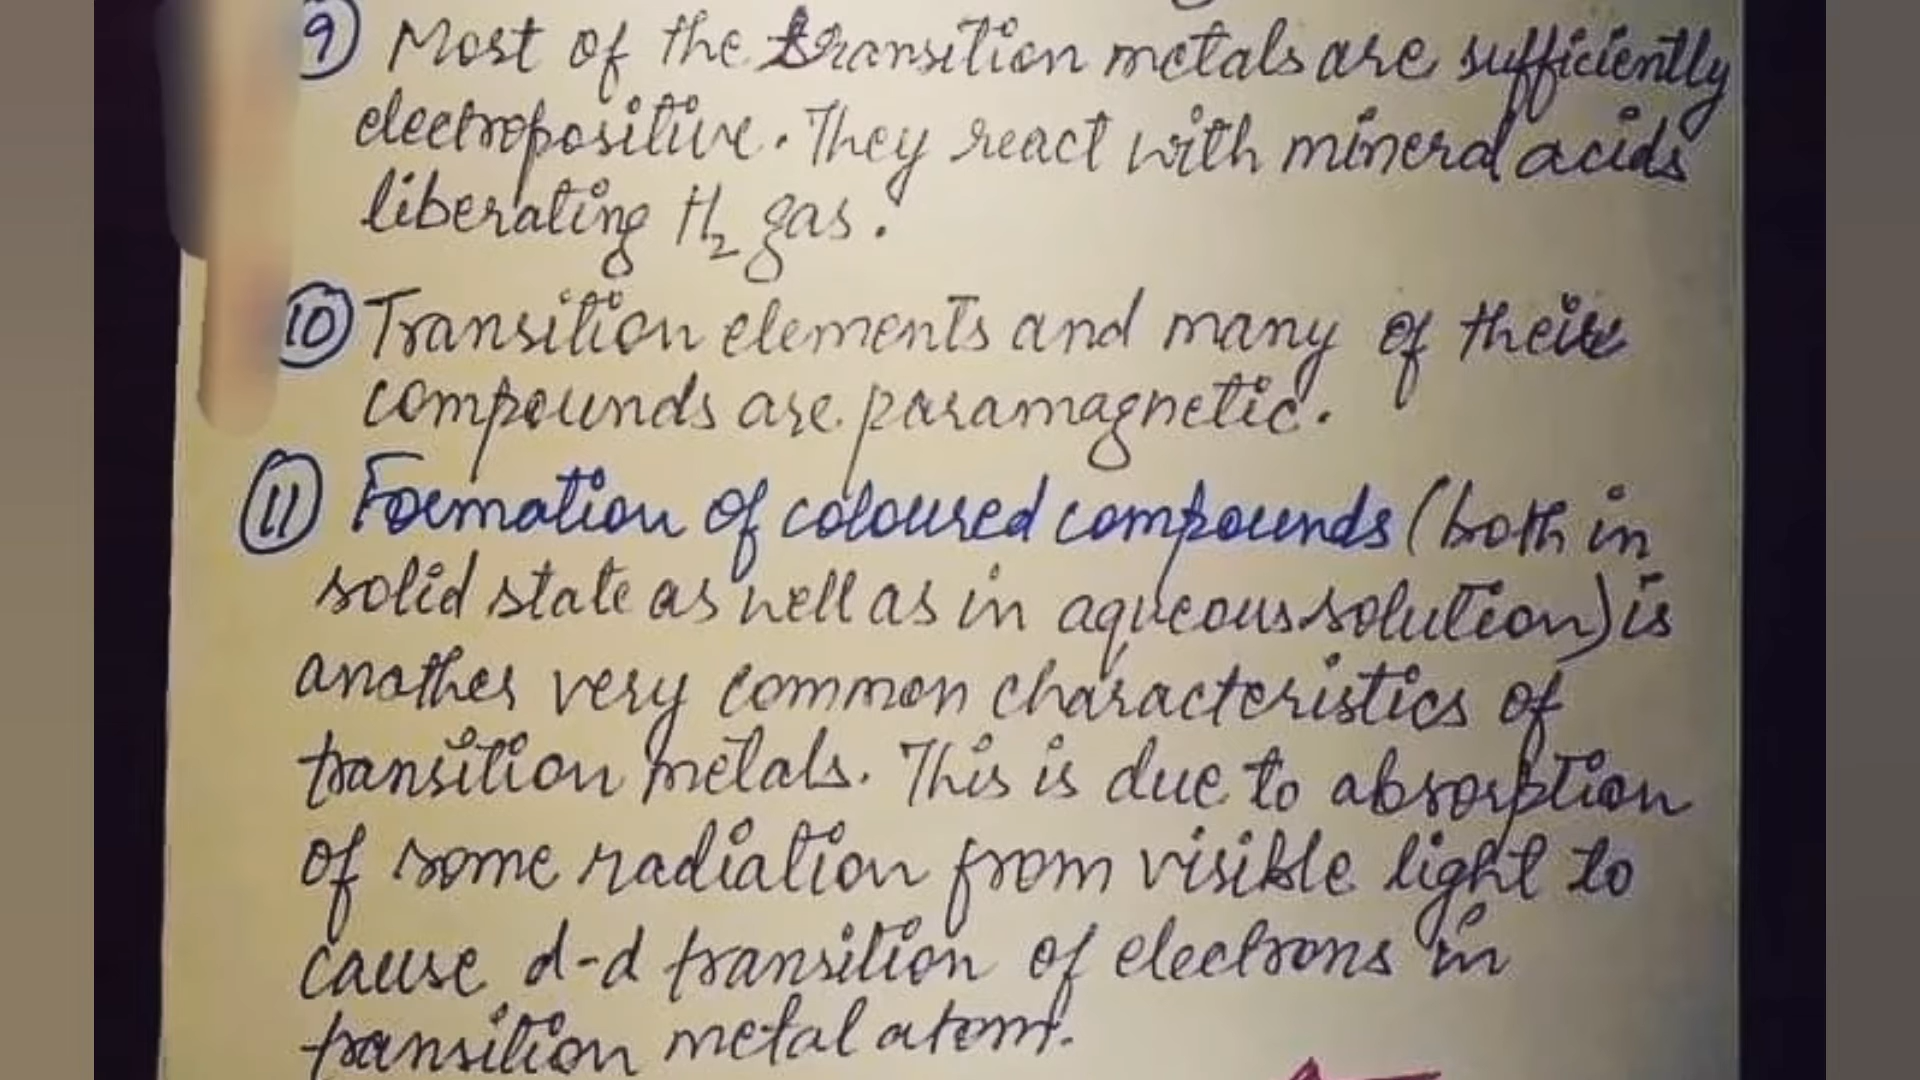 9 Most of the transition metals are sufficiently
electropositive. They react with mineral acids
liberating H₂ gas.
10 Transition elements and many of their
compounds are paramagnetic.
11 Formation of coloured compounds (both in
solid state as well as in aqueous solution) is
another very common characteristics of
transition metals. This is due to absorption
of some radiation from visible light to
cause d-d transition of electrons in
transition metal atom.